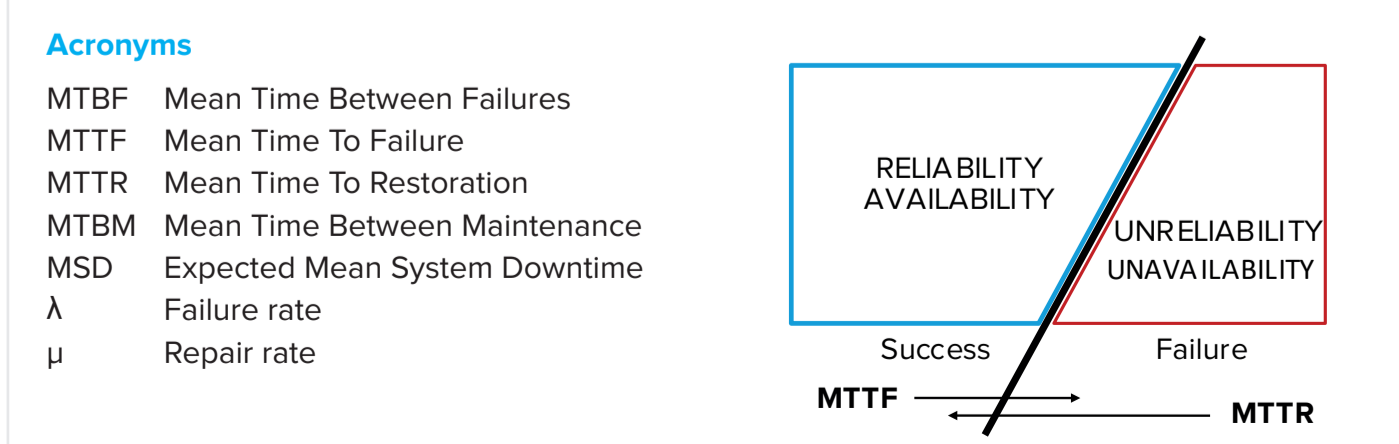 Acronyms
MTBF Mean Time Between Failures
MTTF Mean Time To Failure
MTTR Mean Time To Restoration
MTBM Mean Time Between Maintenance
MSD Expected Mean System Downtime
λ Failure rate
μ Repair rate
RELIABILITY
AVAILABILITY
UNRELIABILITY
UNAVAILABILITY
Success Failure
MTTF
MTTR